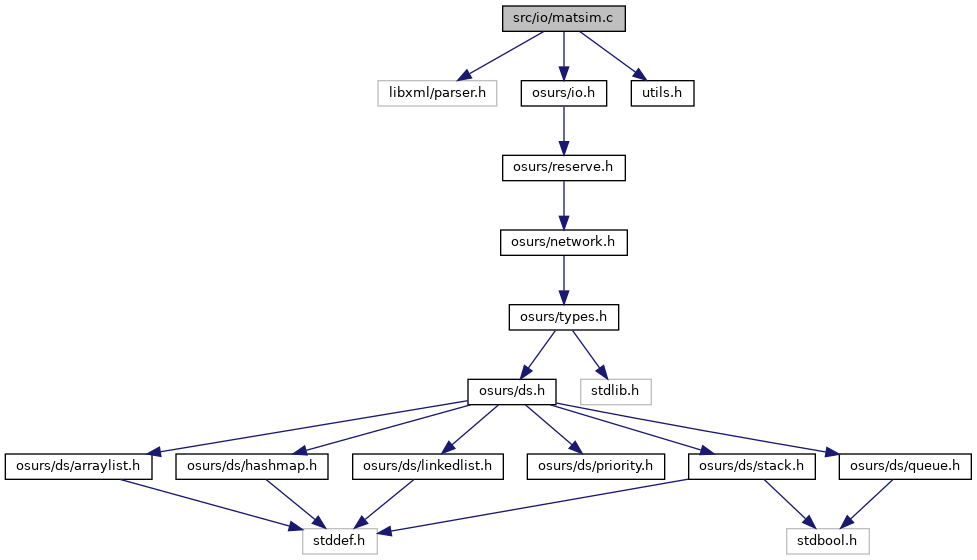 src/io/matsim.c
libxml/parser.h
osurs/io.h
utils.h
osurs/reserve.h
osurs/network.h
osurs/types.h
osurs/ds.h
stdlib.h
osurs/ds/arraylist.h
osurs/ds/hashmap.h
osurs/ds/linkedlist.h
osurs/ds/priority.h
osurs/ds/stack.h
osurs/ds/queue.h
stddef.h
stdbool.h